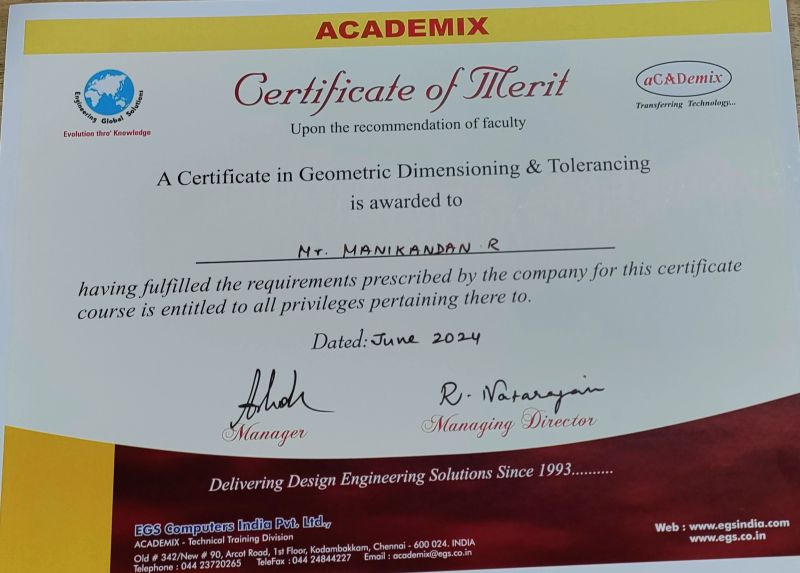 ACADEMIX
Engineering Global Solutions
Evolution thro' Knowledge
Certificate of Merit
aCADemix
Transferring Technology...
Upon the recommendation of faculty
A Certificate in Geometric Dimensioning & Tolerancing
is awarded to
Mr. MANIKANDAN R
having fulfilled the requirements prescribed by the company for this certificate
course is entitled to all privileges pertaining there to.
Dated: June 2024
Ashok
R. Natarajan
Manager
Managing Director
Delivering Design Engineering Solutions Since 1993..........
EGS Computers India Pvt. Ltd.,
ACADEMIX - Technical Training Division
Old # 342/New # 90, Arcot Road, 1st Floor, Kodambakkam, Chennai - 600 024. INDIA
Telephone : 044 23720265 TeleFax : 044 24844227 Email : academix@egs.co.in
Web : www.egsindia.com
www.egs.co.in